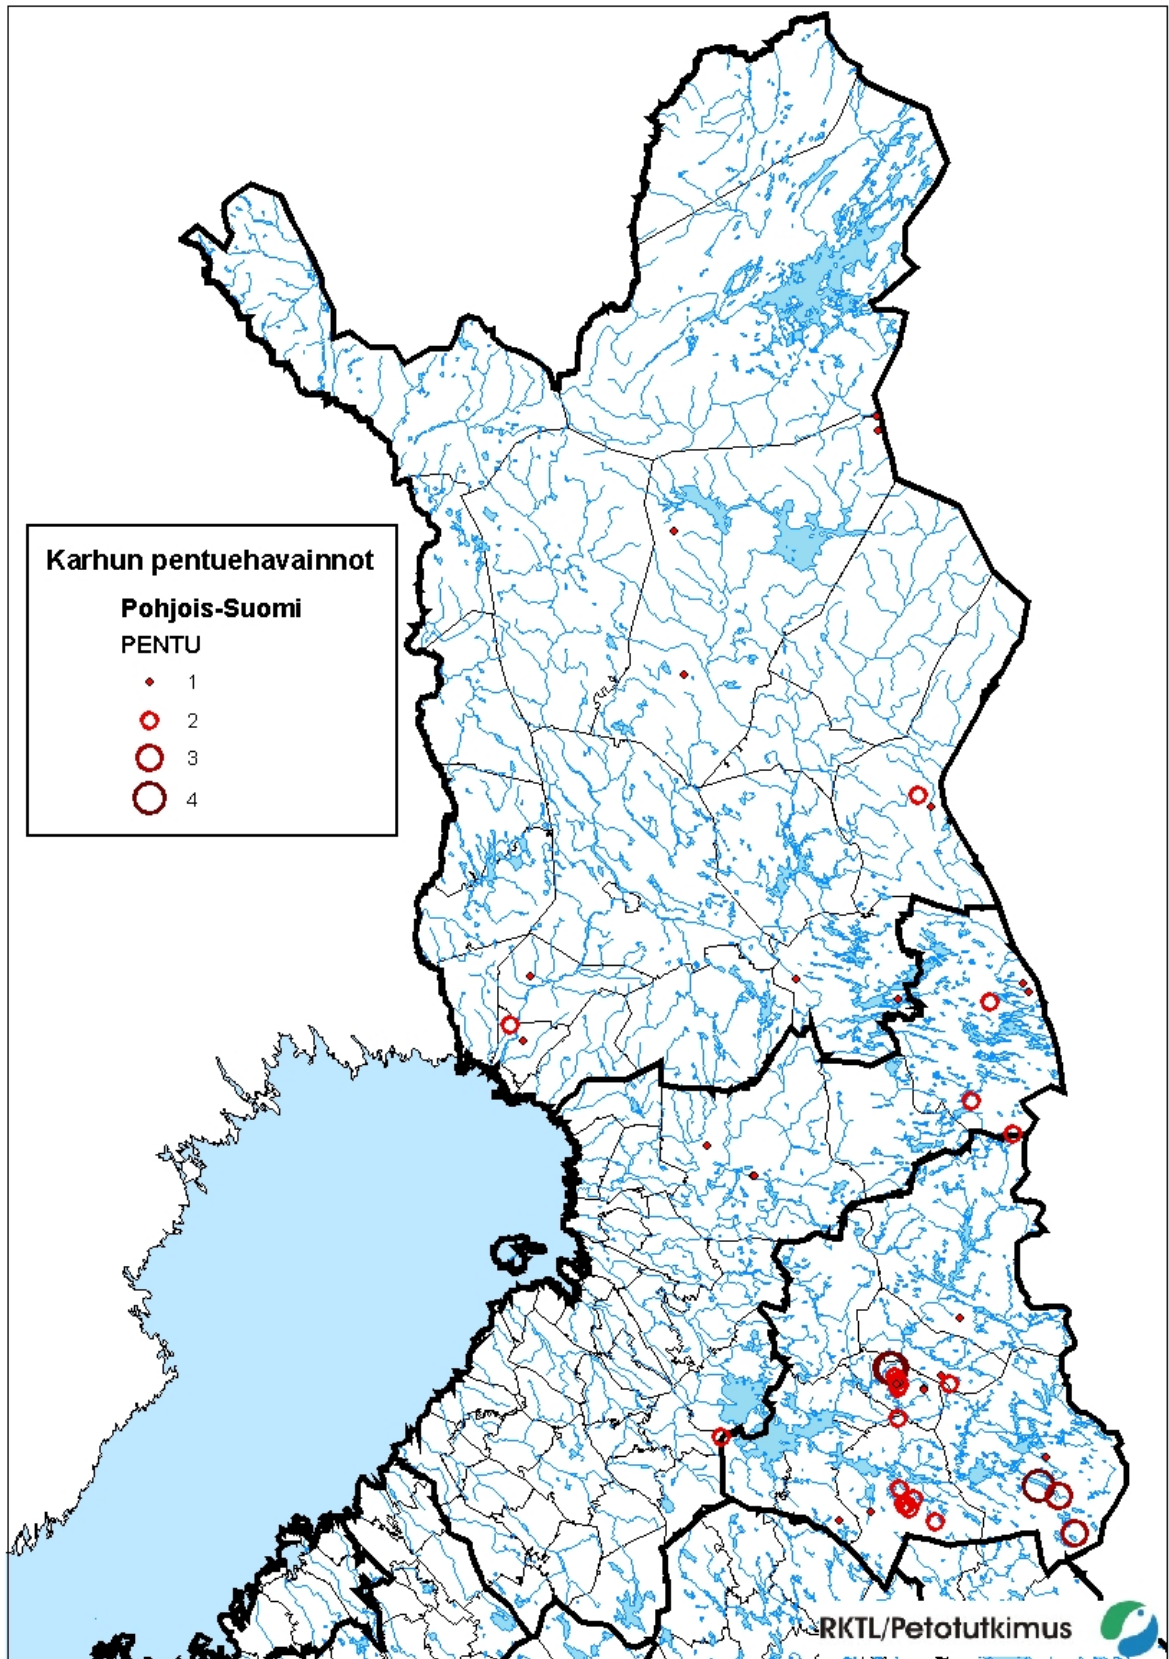 Karhun pentuehavainnot
Pohjois-Suomi
PENTU
1
2
3
4
RKTL/Petotutkimus